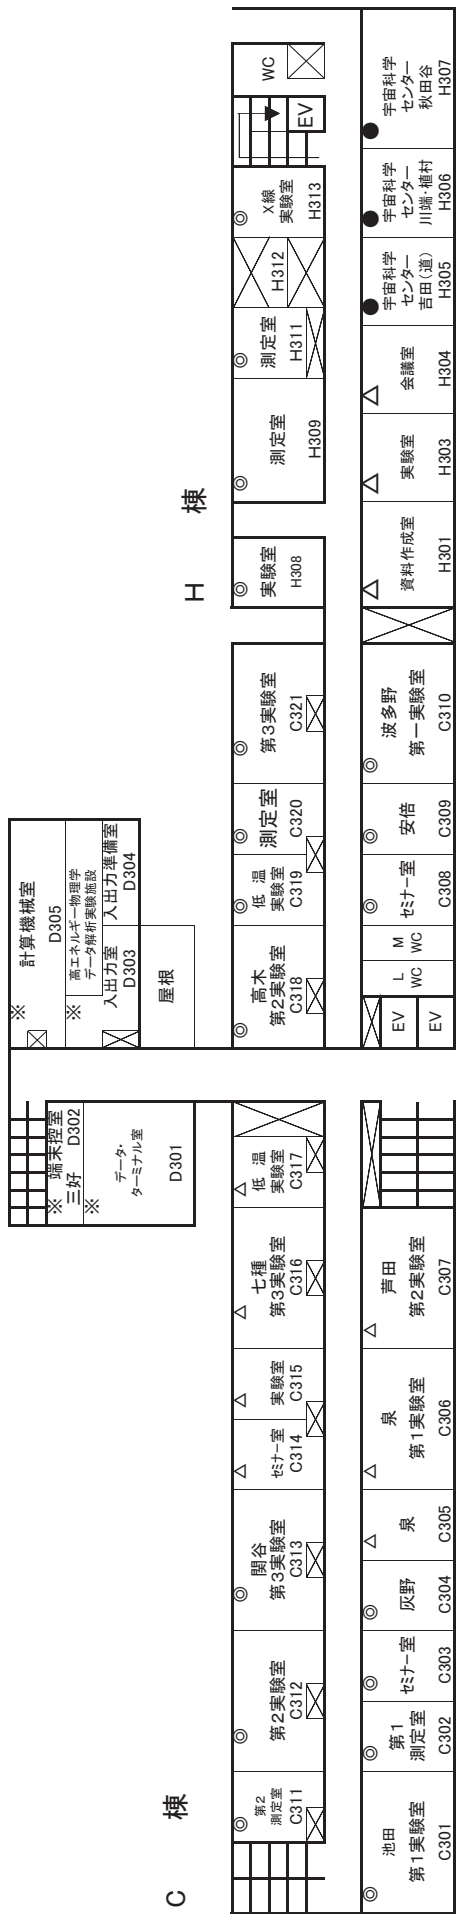 C 棟
H 棟
計算機械室
D305
※
高エネルギー物理学
データ解析実験施設
※
入出力室
D303
入出力準備室
D304
屋根
※
端末控室
三好
D302
※
データ・
ターミナル室
D301
◎
第2
測定室
C311
◎
第2実験室
C312
◎
関谷
第3実験室
C313
△
セミナー室
C314
△
実験室
C315
△
七種
第3実験室
C316
△
低 温
実験室
C317
◎
高木
第2実験室
C318
◎
低 温
実験室
C319
◎
測定室
C320
◎
第3実験室
C321
◎
実験室
H308
◎
測定室
H309
◎
測定室
H311
H312
◎
X線
実験室
H313
EV
WC
◎
池田
第1実験室
C301
◎
第1
測定室
C302
◎
セミナー室
C303
◎
灰野
C304
△
泉
C305
△
泉
第1実験室
C306
△
芦田
第2実験室
C307
EV
EV
L
WC
M
WC
◎
セミナー室
C308
◎
安倍
C309
◎
波多野
第一実験室
C310
△
資料作成室
H301
△
実験室
H303
△
会議室
H304
●
宇宙科学
センター
吉田(道)
H305
●
宇宙科学
センター
川端・植村
H306
●
宇宙科学
センター
秋田谷
H307